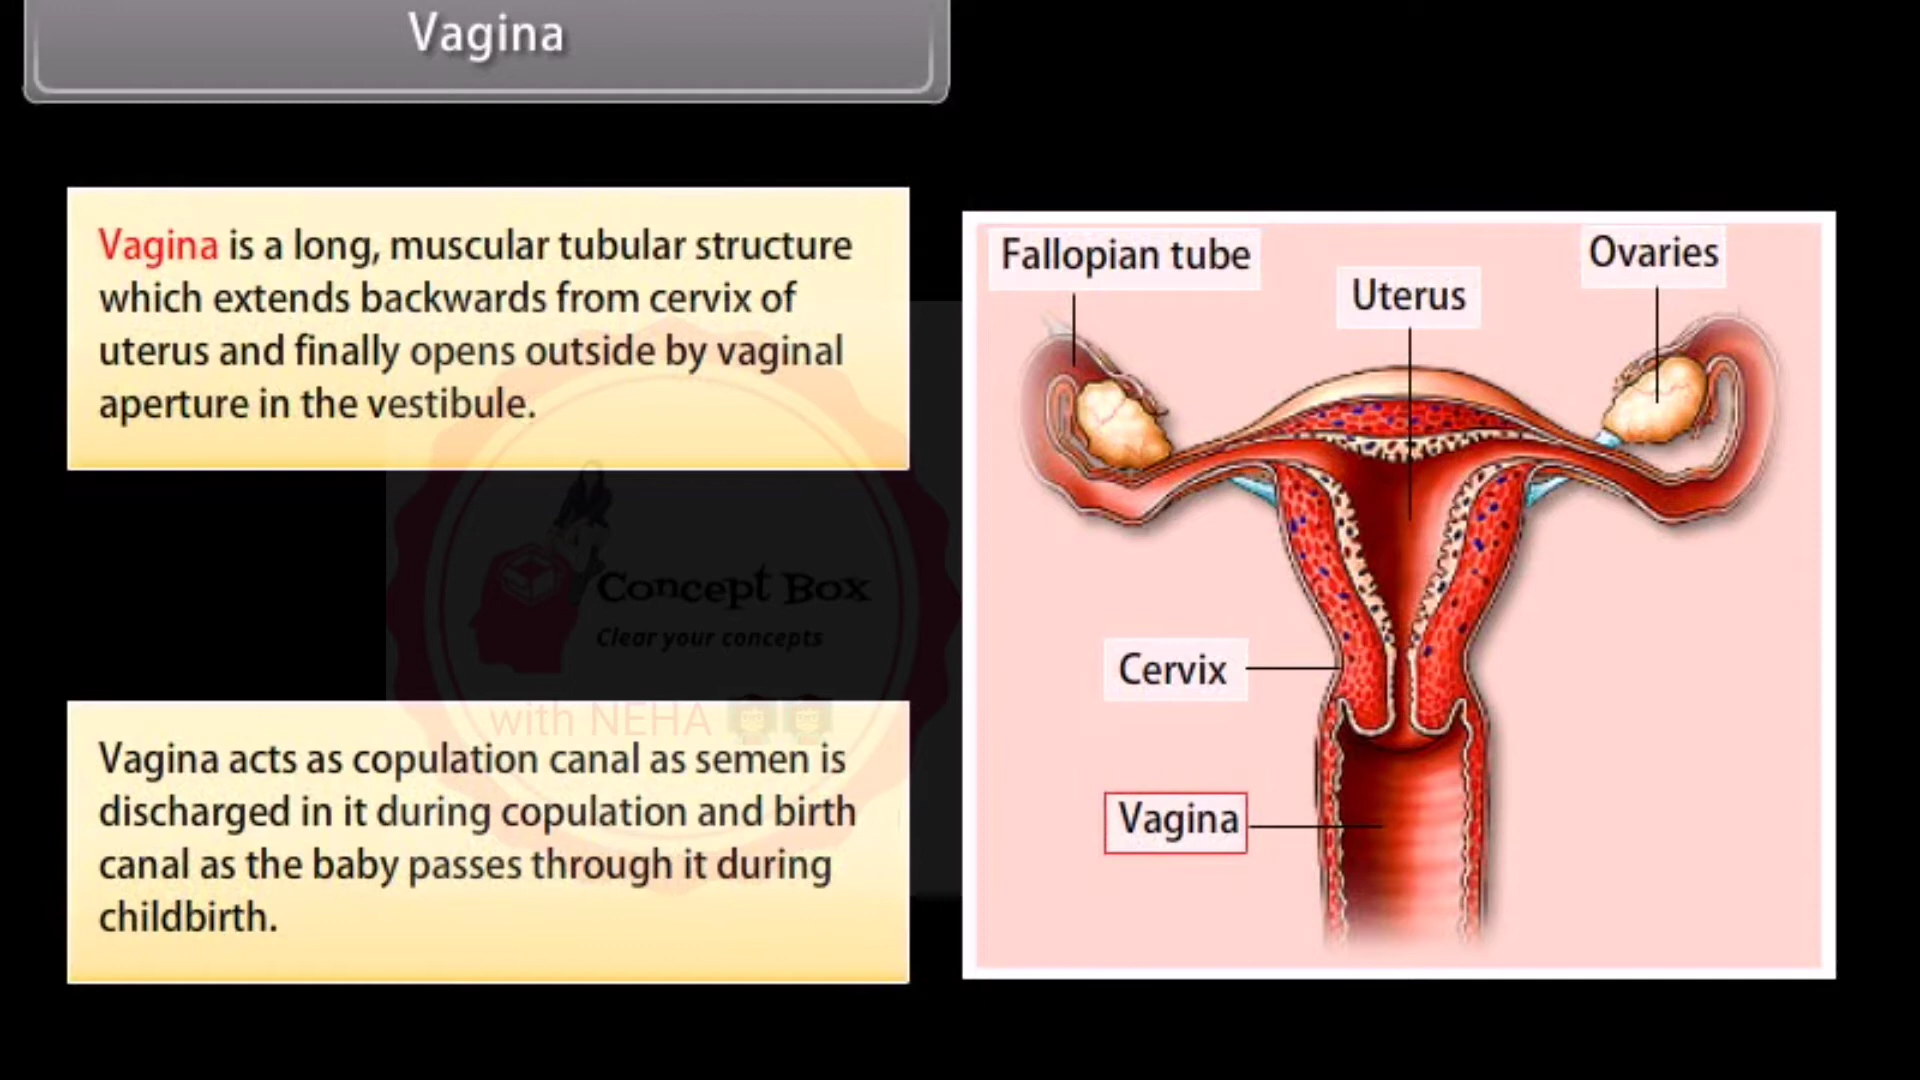 Vagina
Vagina is a long, muscular tubular structure
which extends backwards from cervix of
uterus and finally opens outside by vaginal
aperture in the vestibule.
Concept Box
Clear your concepts
with NEHA
Vagina acts as copulation canal as semen is
discharged in it during copulation and birth
canal as the baby passes through it during
childbirth.
Fallopian tube
Uterus
Ovaries
Cervix
Vagina